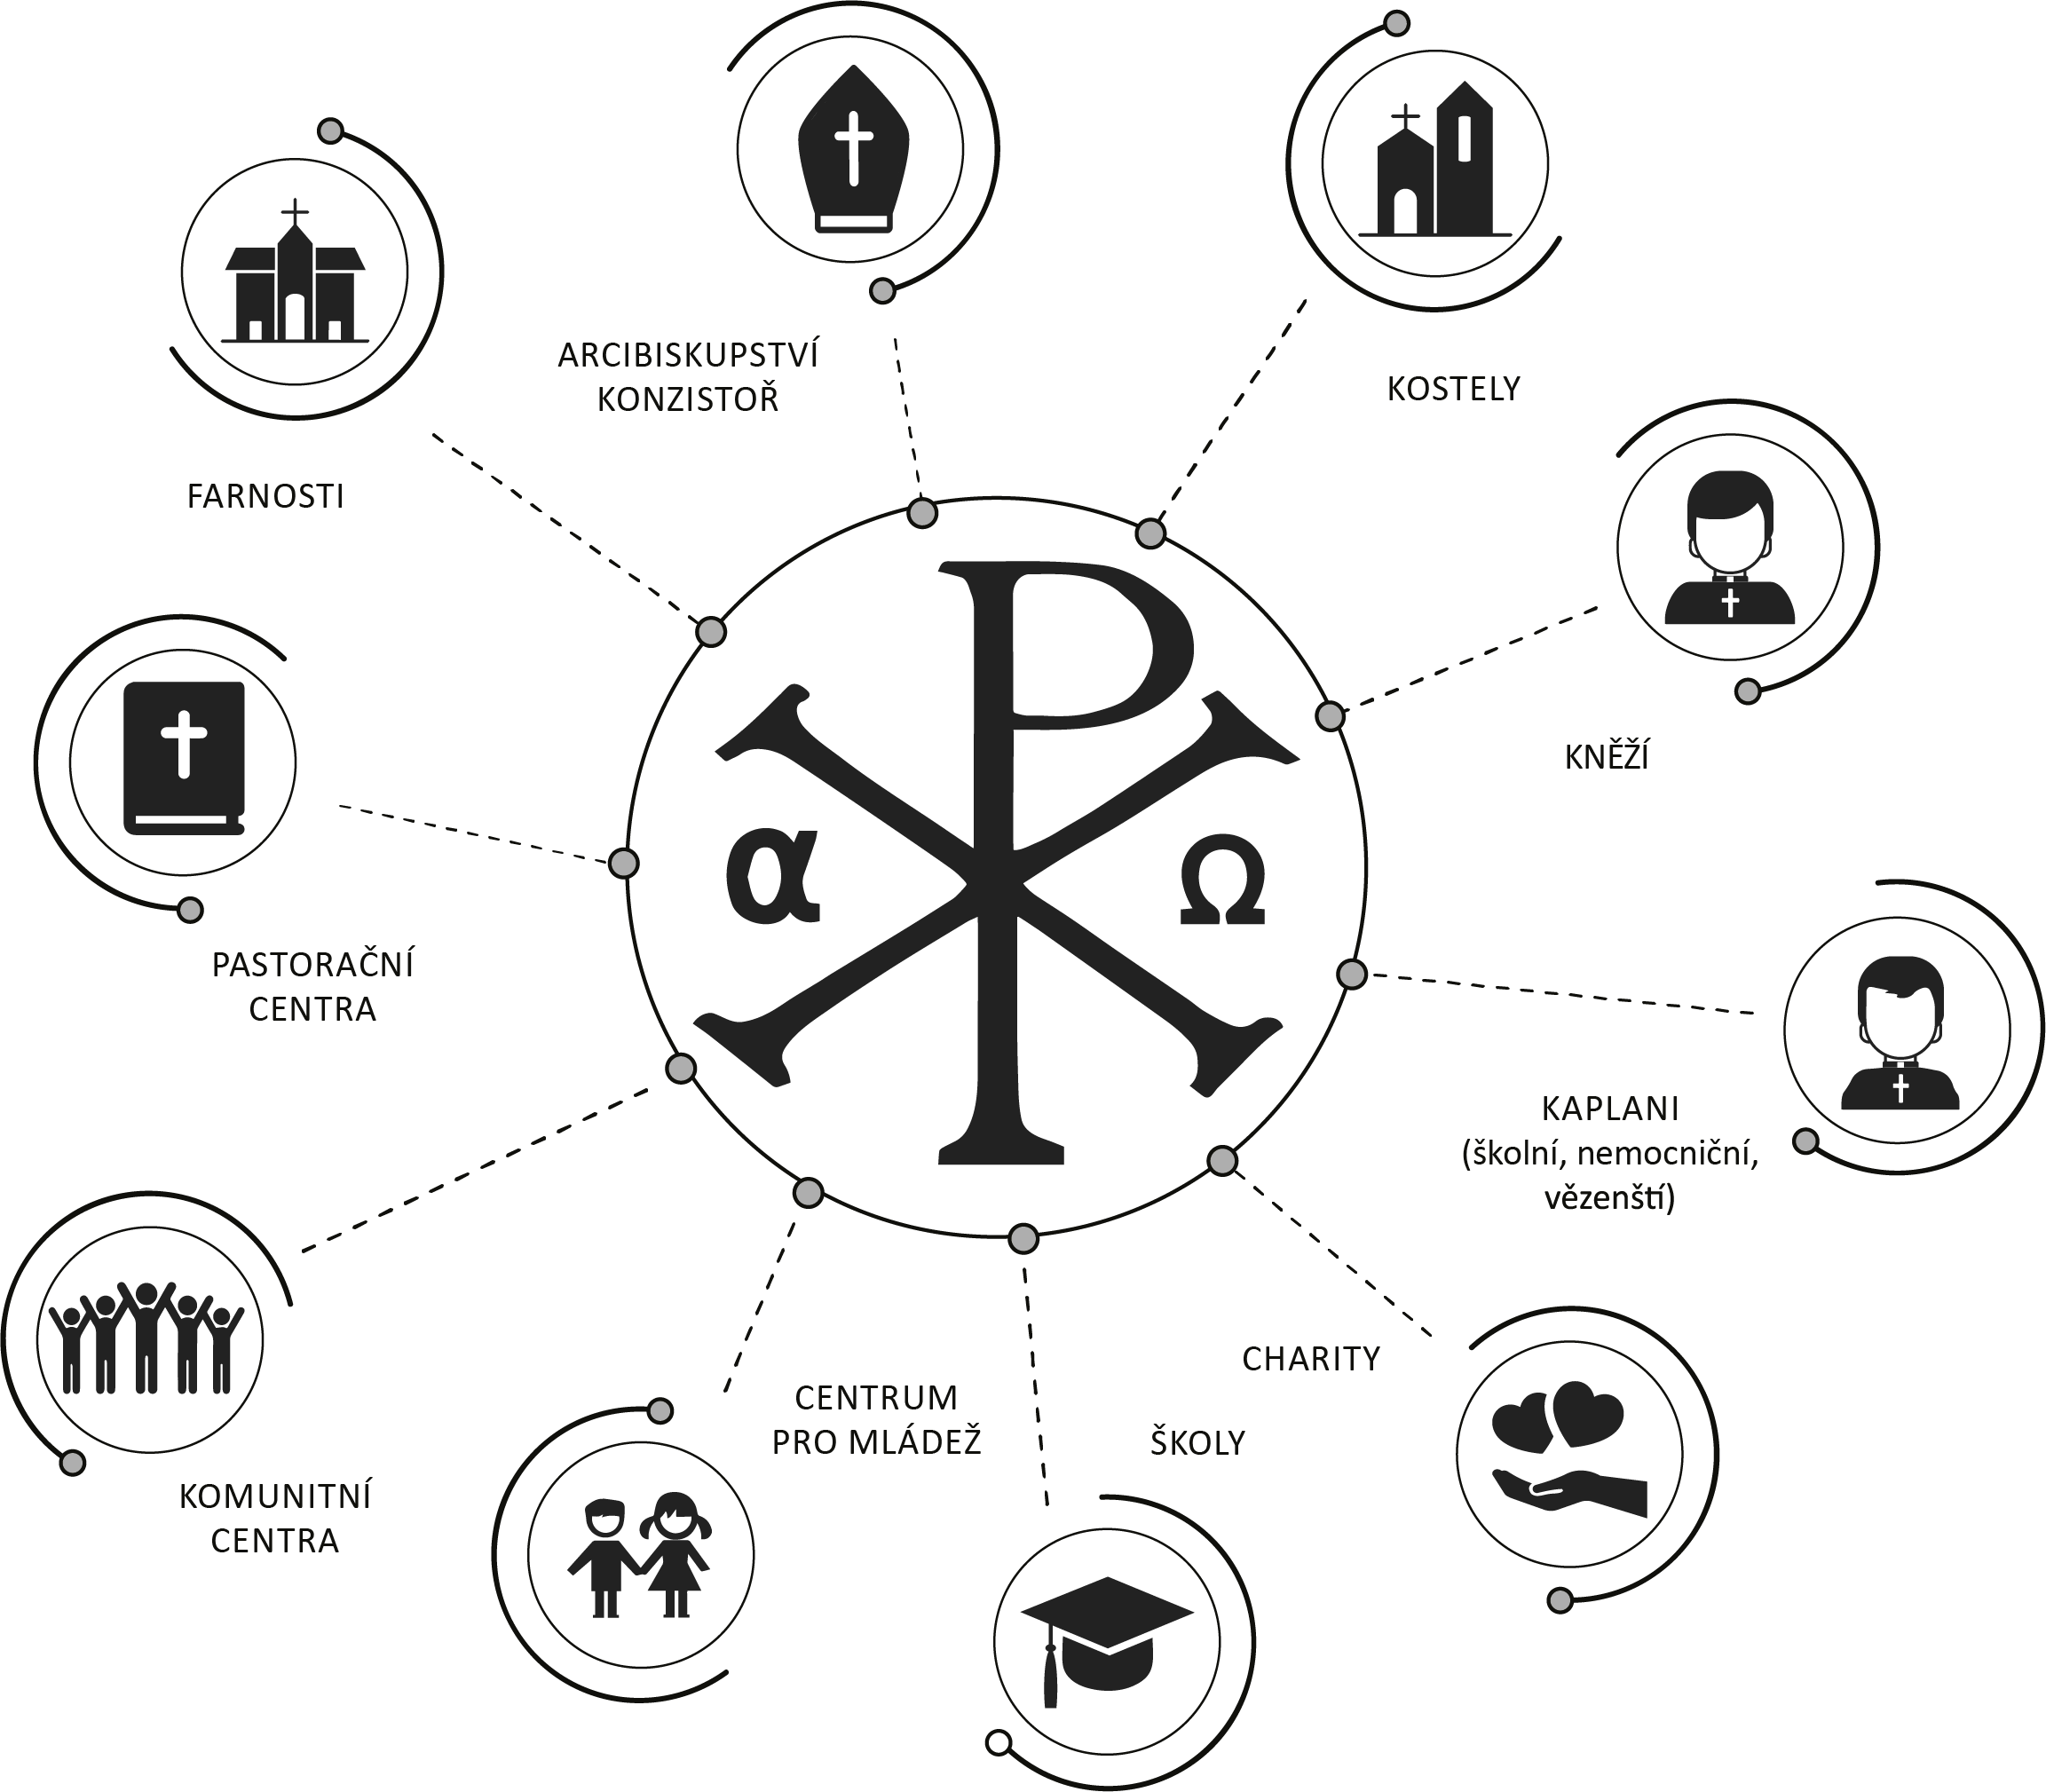 ARCIBISKUPSTVÍ
KONZISTOŘ
KOSTELY
FARNOSTI
KNĚŽÍ
PASTORAČNÍ
CENTRA
P
α
Ω
KAPLANI
(školní, nemocniční,
vězenští)
CHARITY
CENTRUM
PRO MLÁDEŽ
ŠKOLY
KOMUNITNÍ
CENTRA